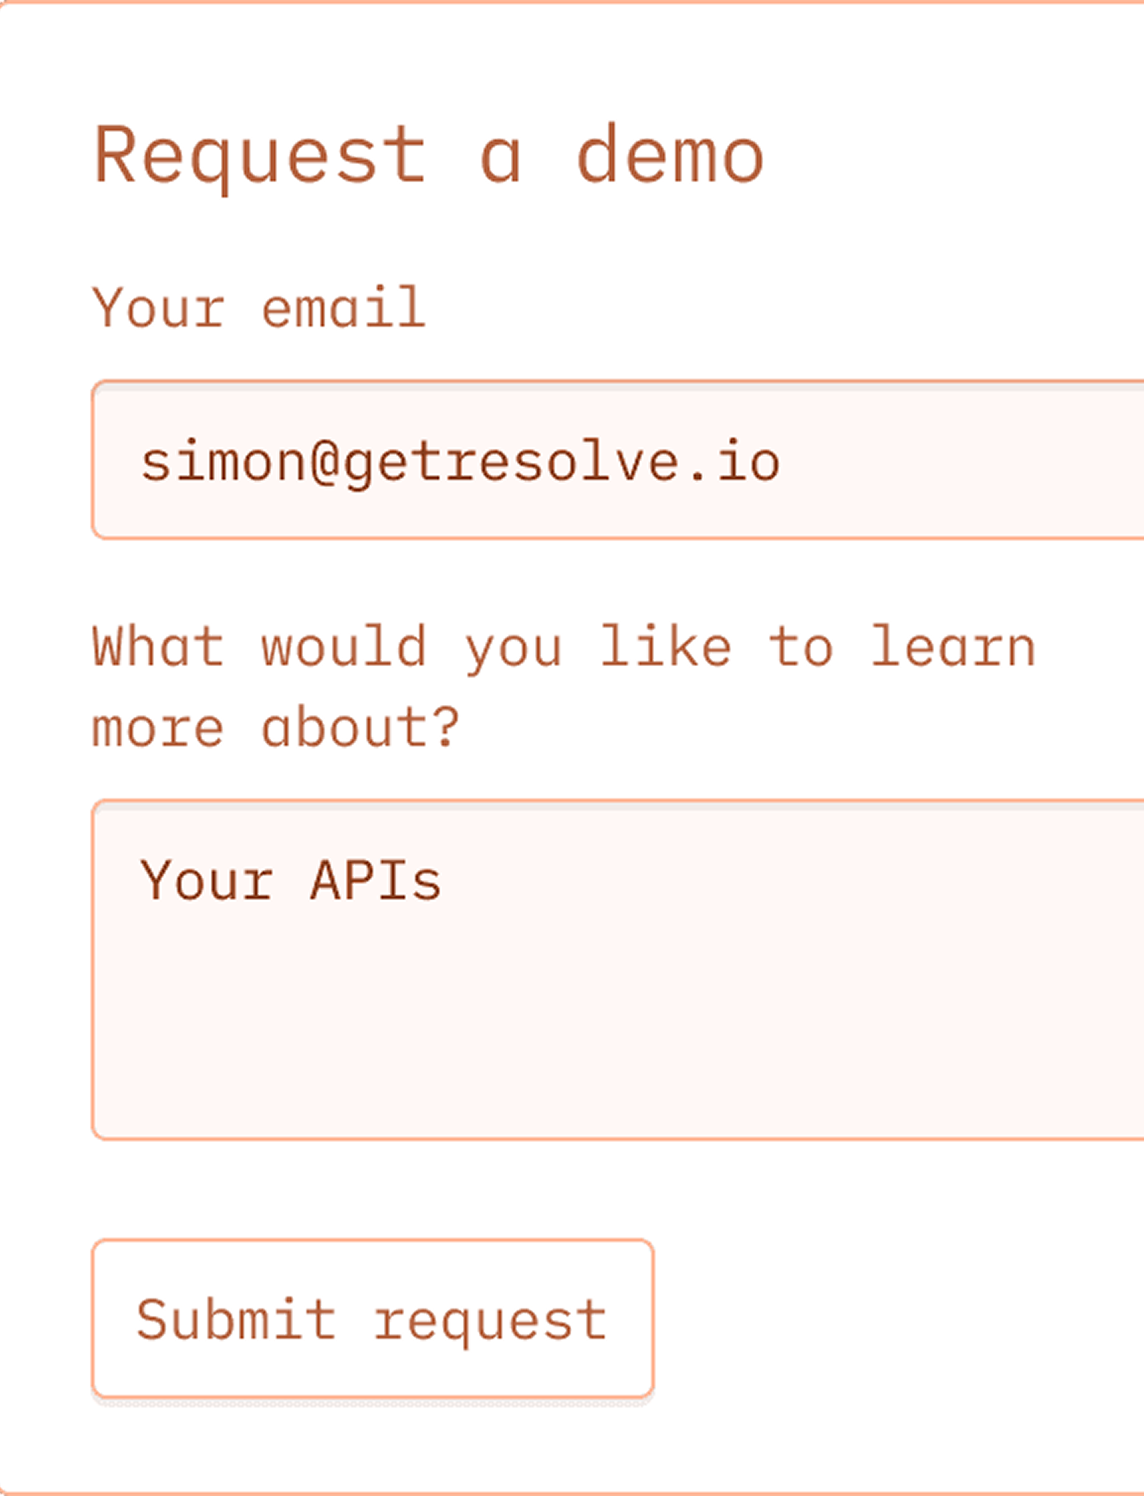 Request a demo
Your email
simon@getresolve.io
What would you like to learn
more about?
Your APIs
Submit request